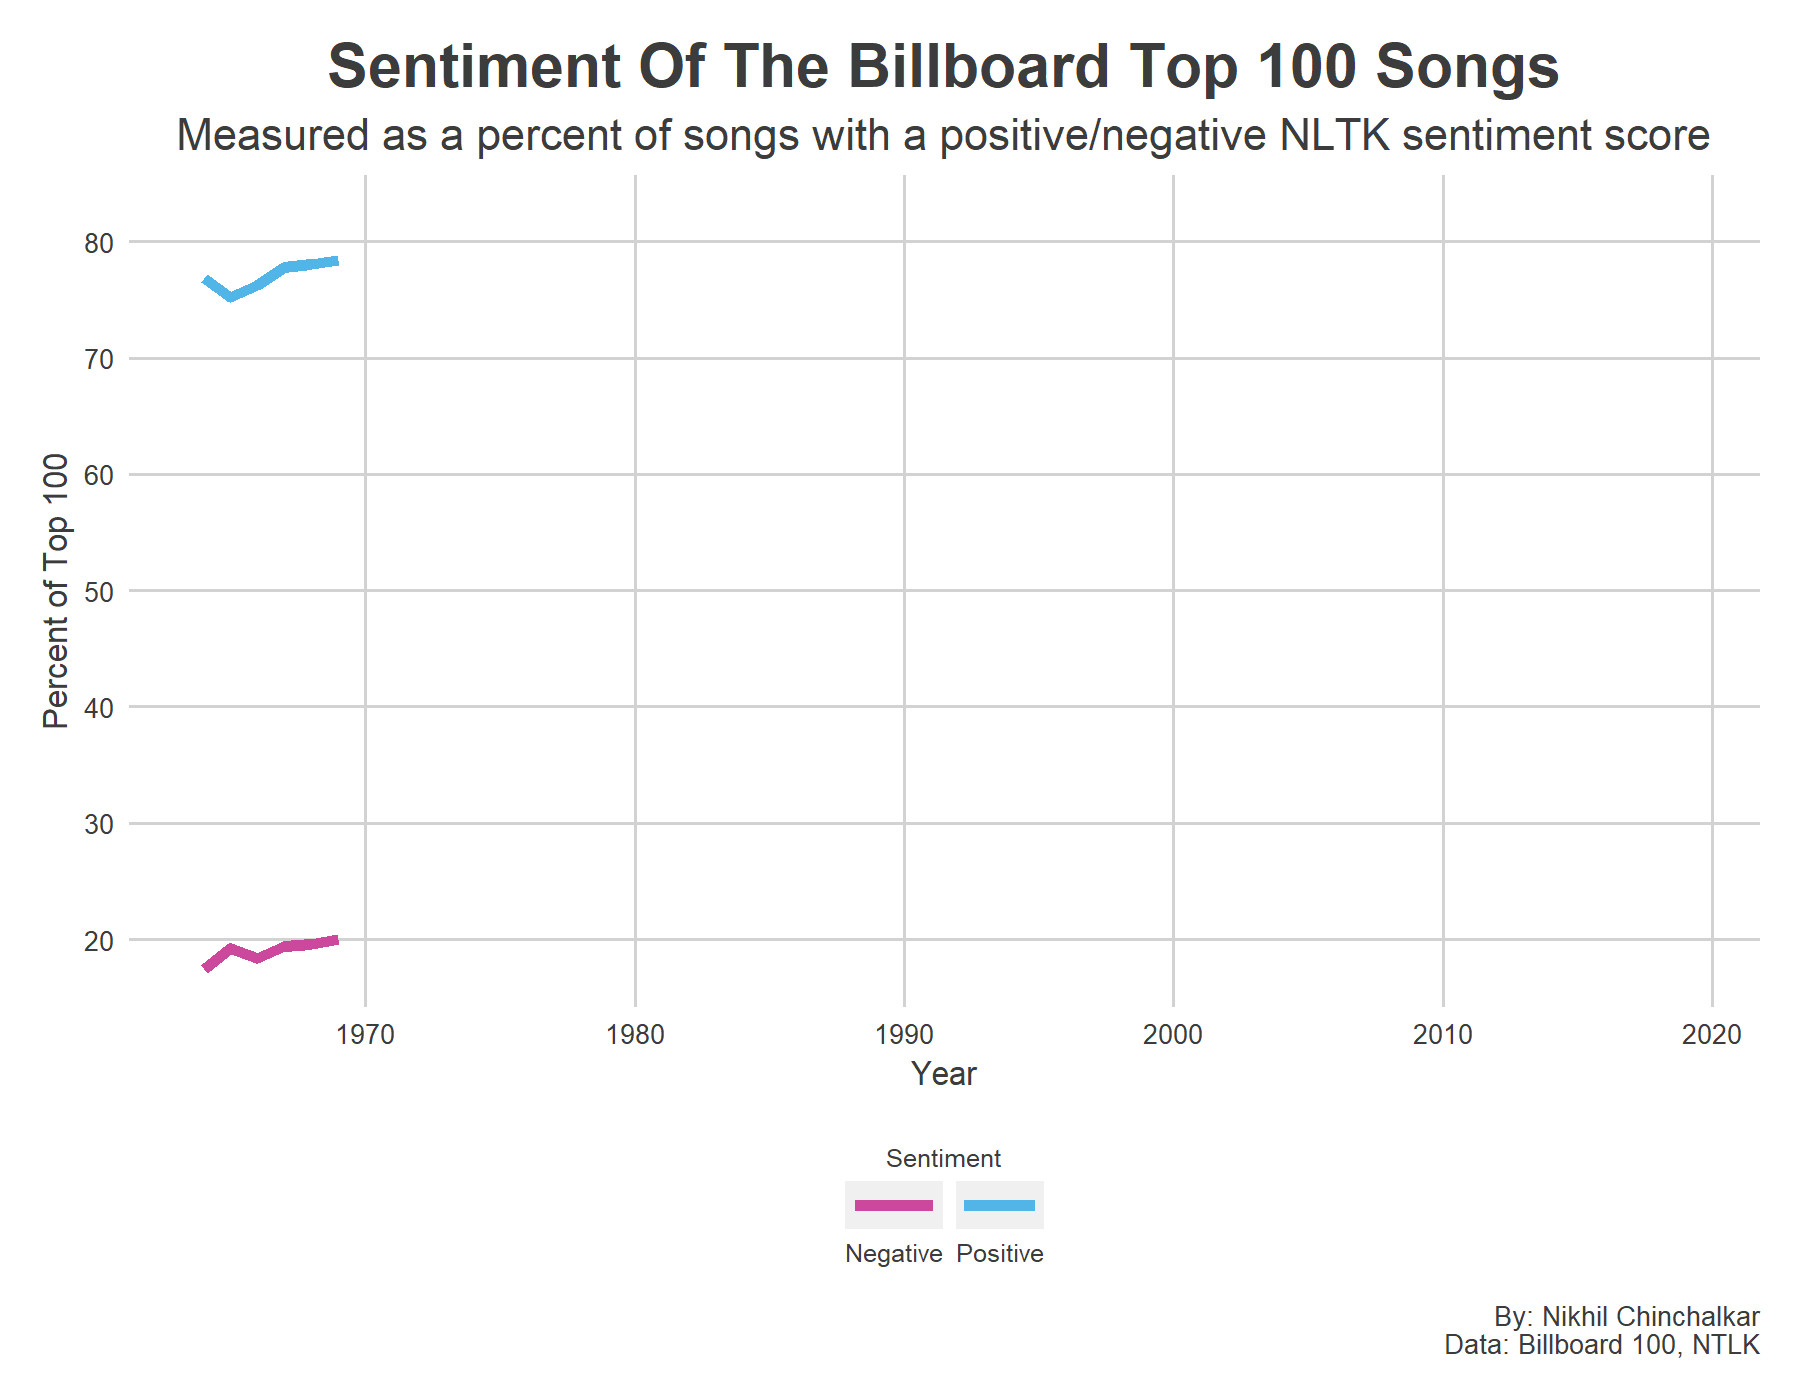 Sentiment Of The Billboard Top 100 Songs
Measured as a percent of songs with a positive/negative NLTK sentiment score
80
70
60
50
40
30
20
Percent of Top 100
1970 1980 1990 2000 2010 2020
Year
Sentiment
Negative Positive
By: Nikhil Chinchalkar
Data: Billboard 100, NTLK